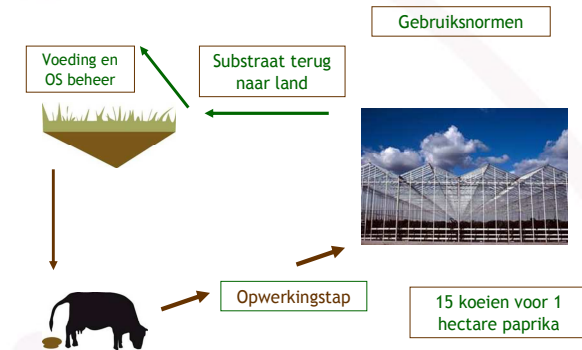 Gebruiksnormen
Voeding en
OS beheer
Substraat terug
naar land
Opwerkingstap
15 koeien voor 1
hectare paprika